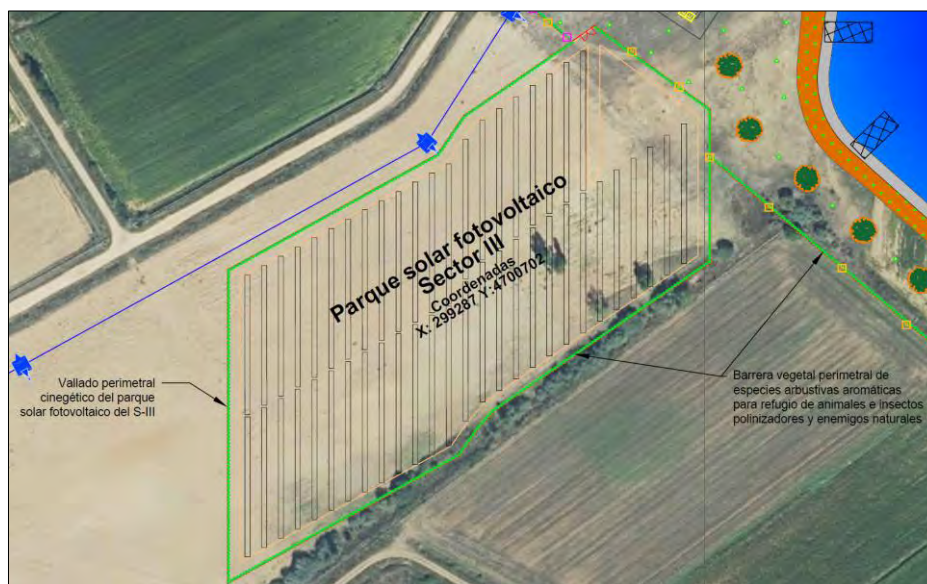 Parque solar fotovoltaico
Sector III
Coordenadas
X: 299287 Y:4700702
Vallado perimetral
cinegético del parque
solar fotovoltaico del S-III
Barrera vegetal perimetral de
especies arbustivas aromáticas
para refugio de animales e insectos
polinizadores y enemigos naturales